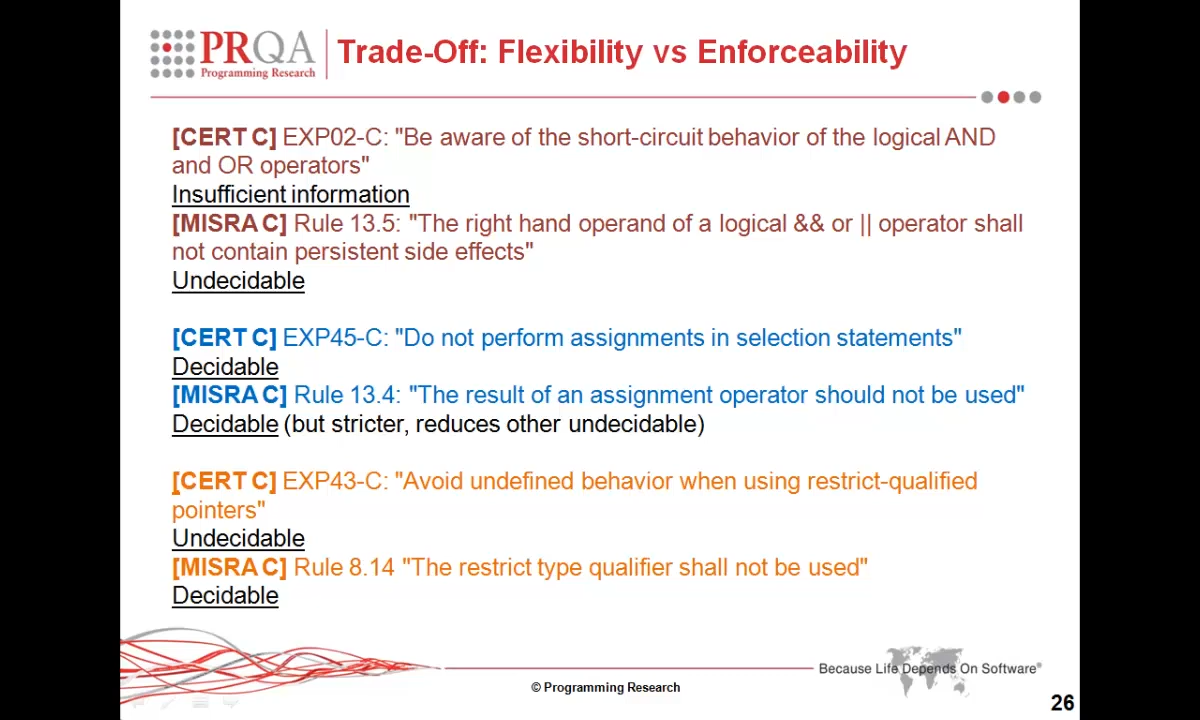 PRQA
Programming Research
Trade-Off: Flexibility vs Enforceability
[CERT C] EXP02-C: "Be aware of the short-circuit behavior of the logical AND
and OR operators"
Insufficient information
[MISRA C] Rule 13.5: "The right hand operand of a logical && or || operator shall
not contain persistent side effects"
Undecidable
[CERT C] EXP45-C: "Do not perform assignments in selection statements"
Decidable
[MISRA C] Rule 13.4: "The result of an assignment operator should not be used"
Decidable (but stricter, reduces other undecidable)
[CERT C] EXP43-C: "Avoid undefined behavior when using restrict-qualified
pointers"
Undecidable
[MISRA C] Rule 8.14 "The restrict type qualifier shall not be used"
Decidable
Because Life Depends On Software®
© Programming Research
26